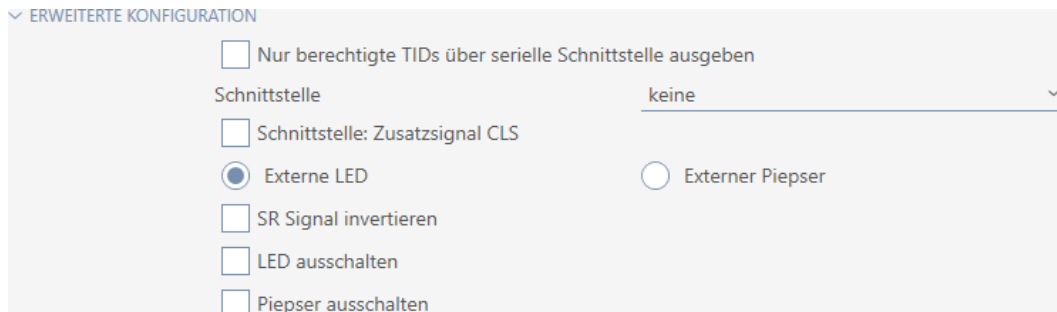 ERWEITERTE KONFIGURATION
Nur berechtigte TIDs über serielle Schnittstelle ausgeben
Schnittstelle keine
Schnittstelle: Zusatzsignal CLS
Externe LED Externer Piepser
SR Signal invertieren
LED ausschalten
Piepser ausschalten